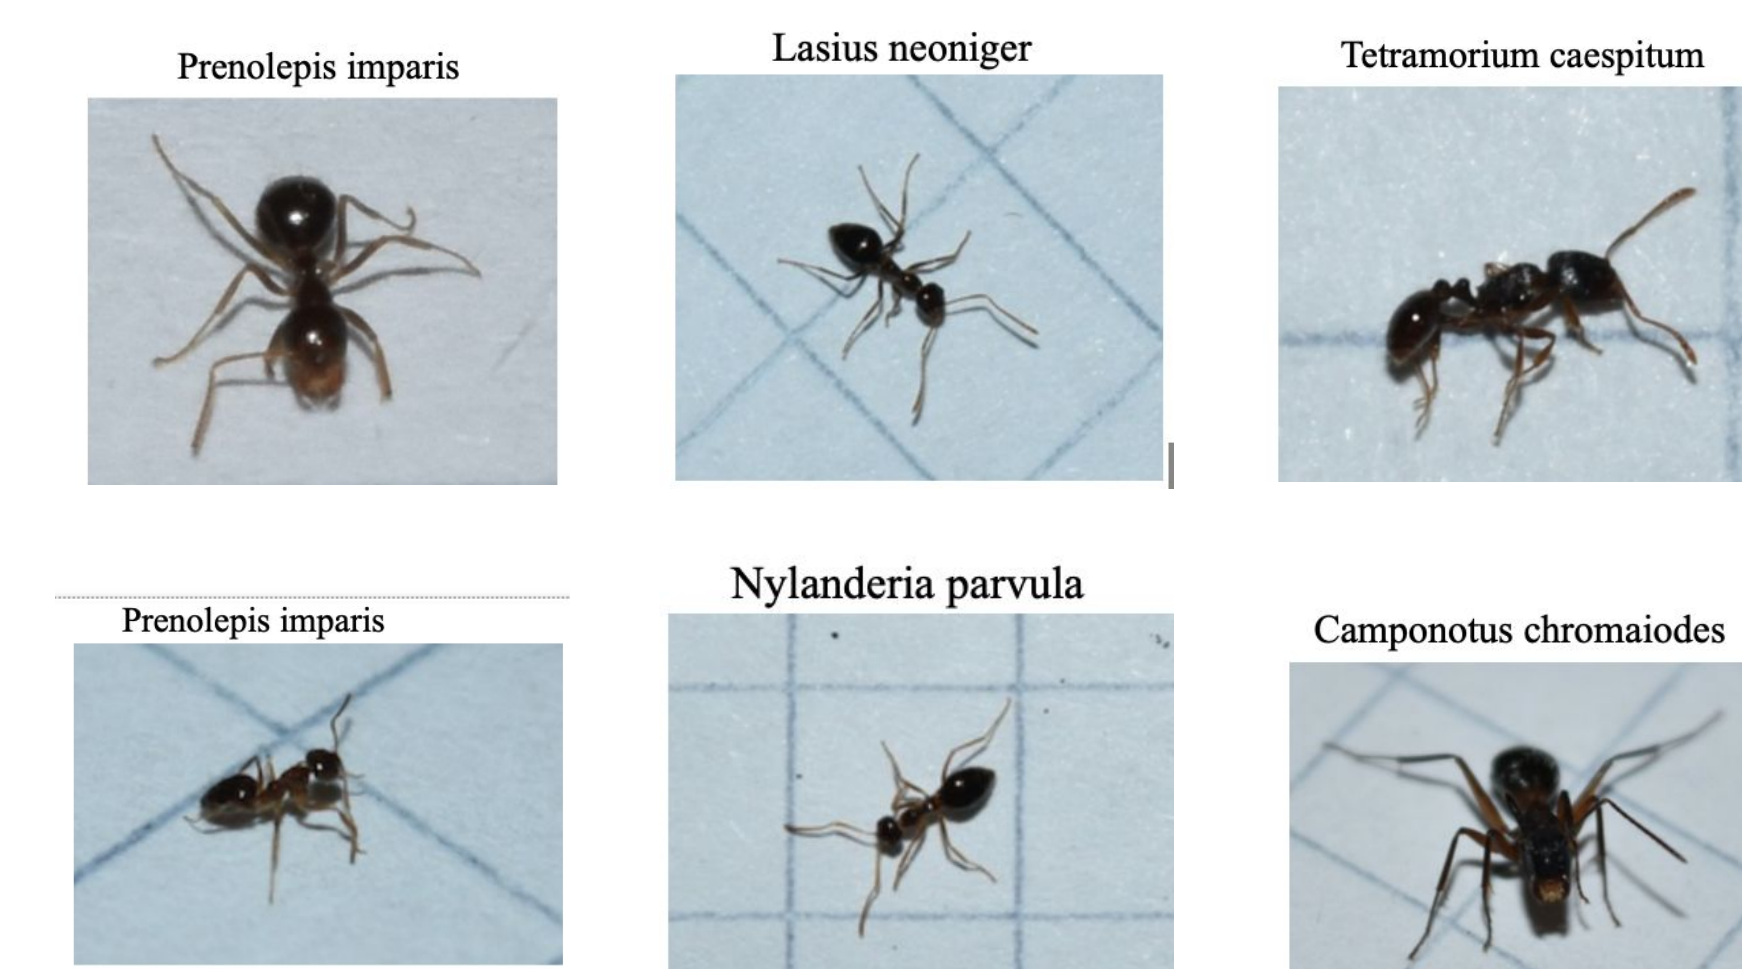 Prenolepis imparis
Lasius neoniger
Tetramorium caespitum
Prenolepis imparis
Nylanderia parvula
Camponotus chromaiodes